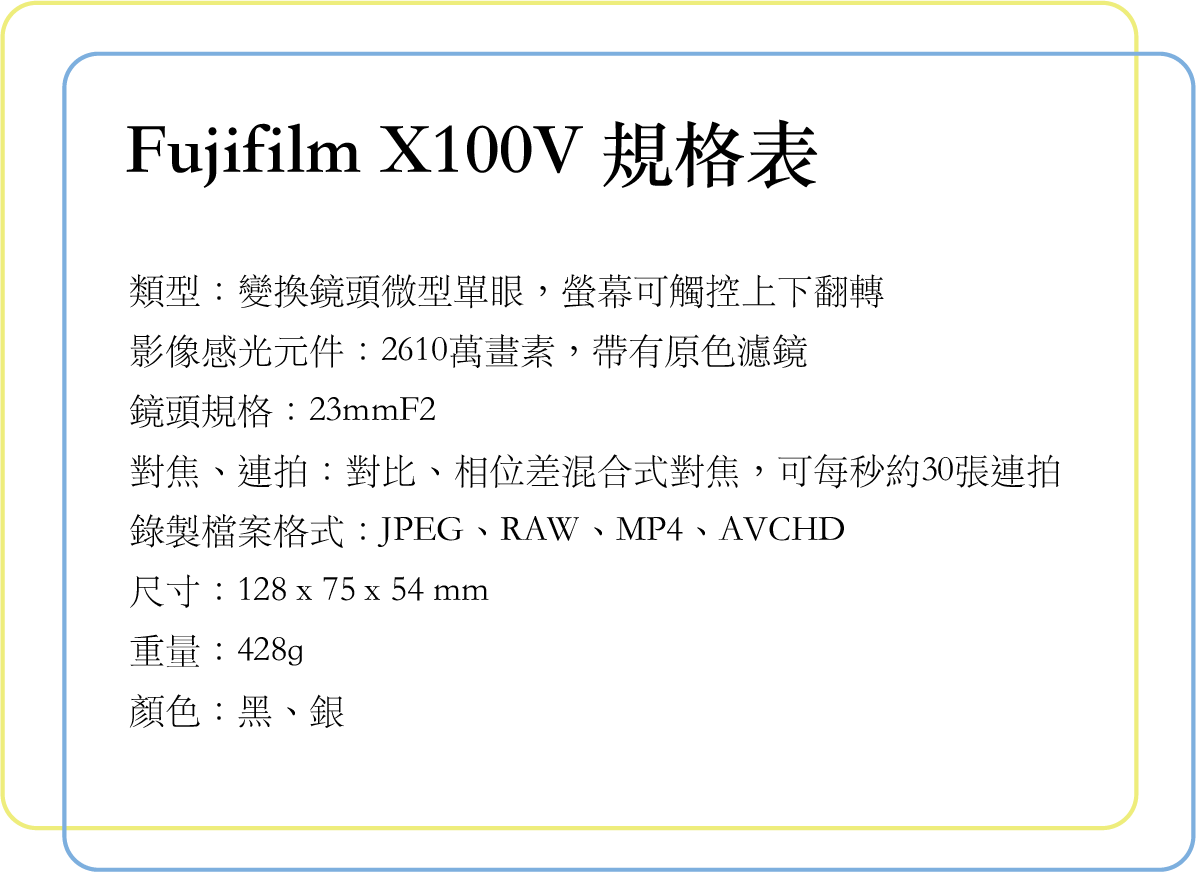 Fujifilm X100V 規格表
類型：變換鏡頭微型單眼，螢幕可觸控上下翻轉
影像感光元件：2610萬畫素，帶有原色濾鏡
鏡頭規格：23mmF2
對焦、連拍：對比、相位差混合式對焦，可每秒約30張連拍
錄製檔案格式：JPEG、RAW、MP4、AVCHD
尺寸：128 x 75 x 54 mm
重量：428g
顏色：黑、銀